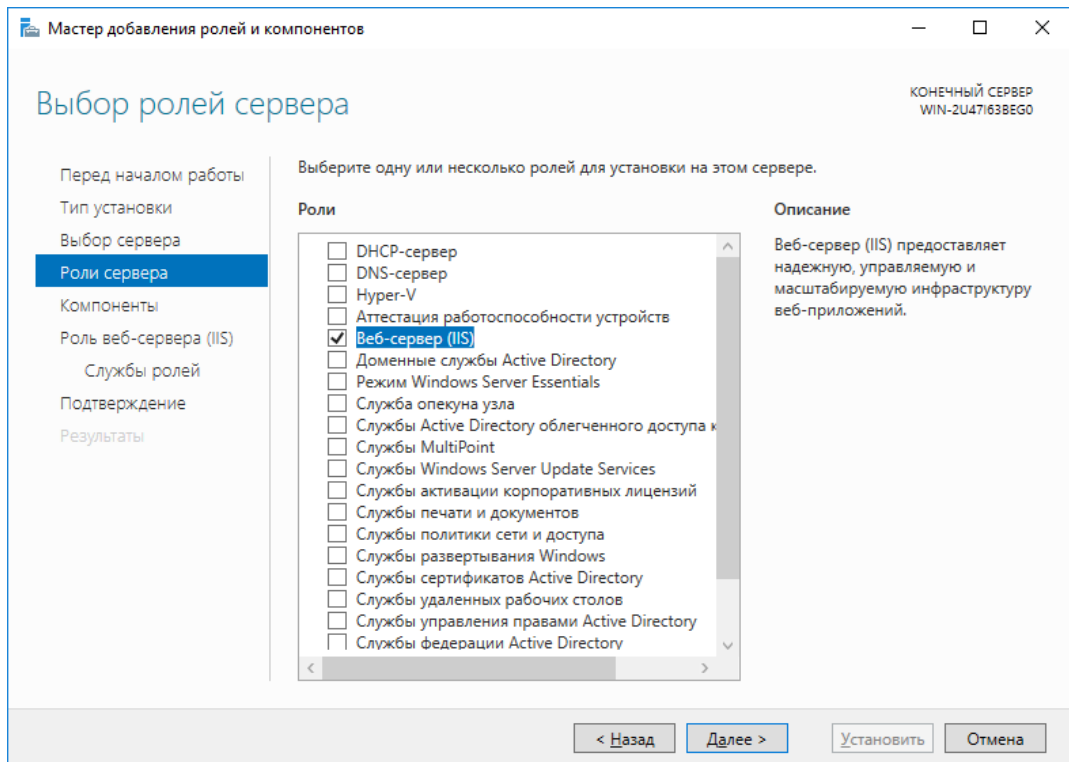 Мастер добавления ролей и компонентов
Выбор ролей сервера
КОНЕЧНЫЙ СЕРВЕР
WIN-2U47I63BEG0
Перед началом работы
Тип установки
Выбор сервера
Роли сервера
Компоненты
Роль веб-сервера (IIS)
Службы ролей
Подтверждение
Результаты
Выберите одну или несколько ролей для установки на этом сервере.
Роли
DHCP-сервер
DNS-сервер
Hyper-V
Аттестация работоспособности устройств
Веб-сервер (IIS)
Доменные службы Active Directory
Режим Windows Server Essentials
Служба опекуна узла
Службы Active Directory облегченного доступа к
Службы MultiPoint
Службы Windows Server Update Services
Службы активации корпоративных лицензий
Службы печати и документов
Службы политики сети и доступа
Службы развертывания Windows
Службы сертификатов Active Directory
Службы удаленных рабочих столов
Службы управления правами Active Directory
Службы федерации Active Directory
Описание
Веб-сервер (IIS) предоставляет
надежную, управляемую и
масштабируемую инфраструктуру
веб-приложений.
< Назад
Далее >
Установить
Отмена